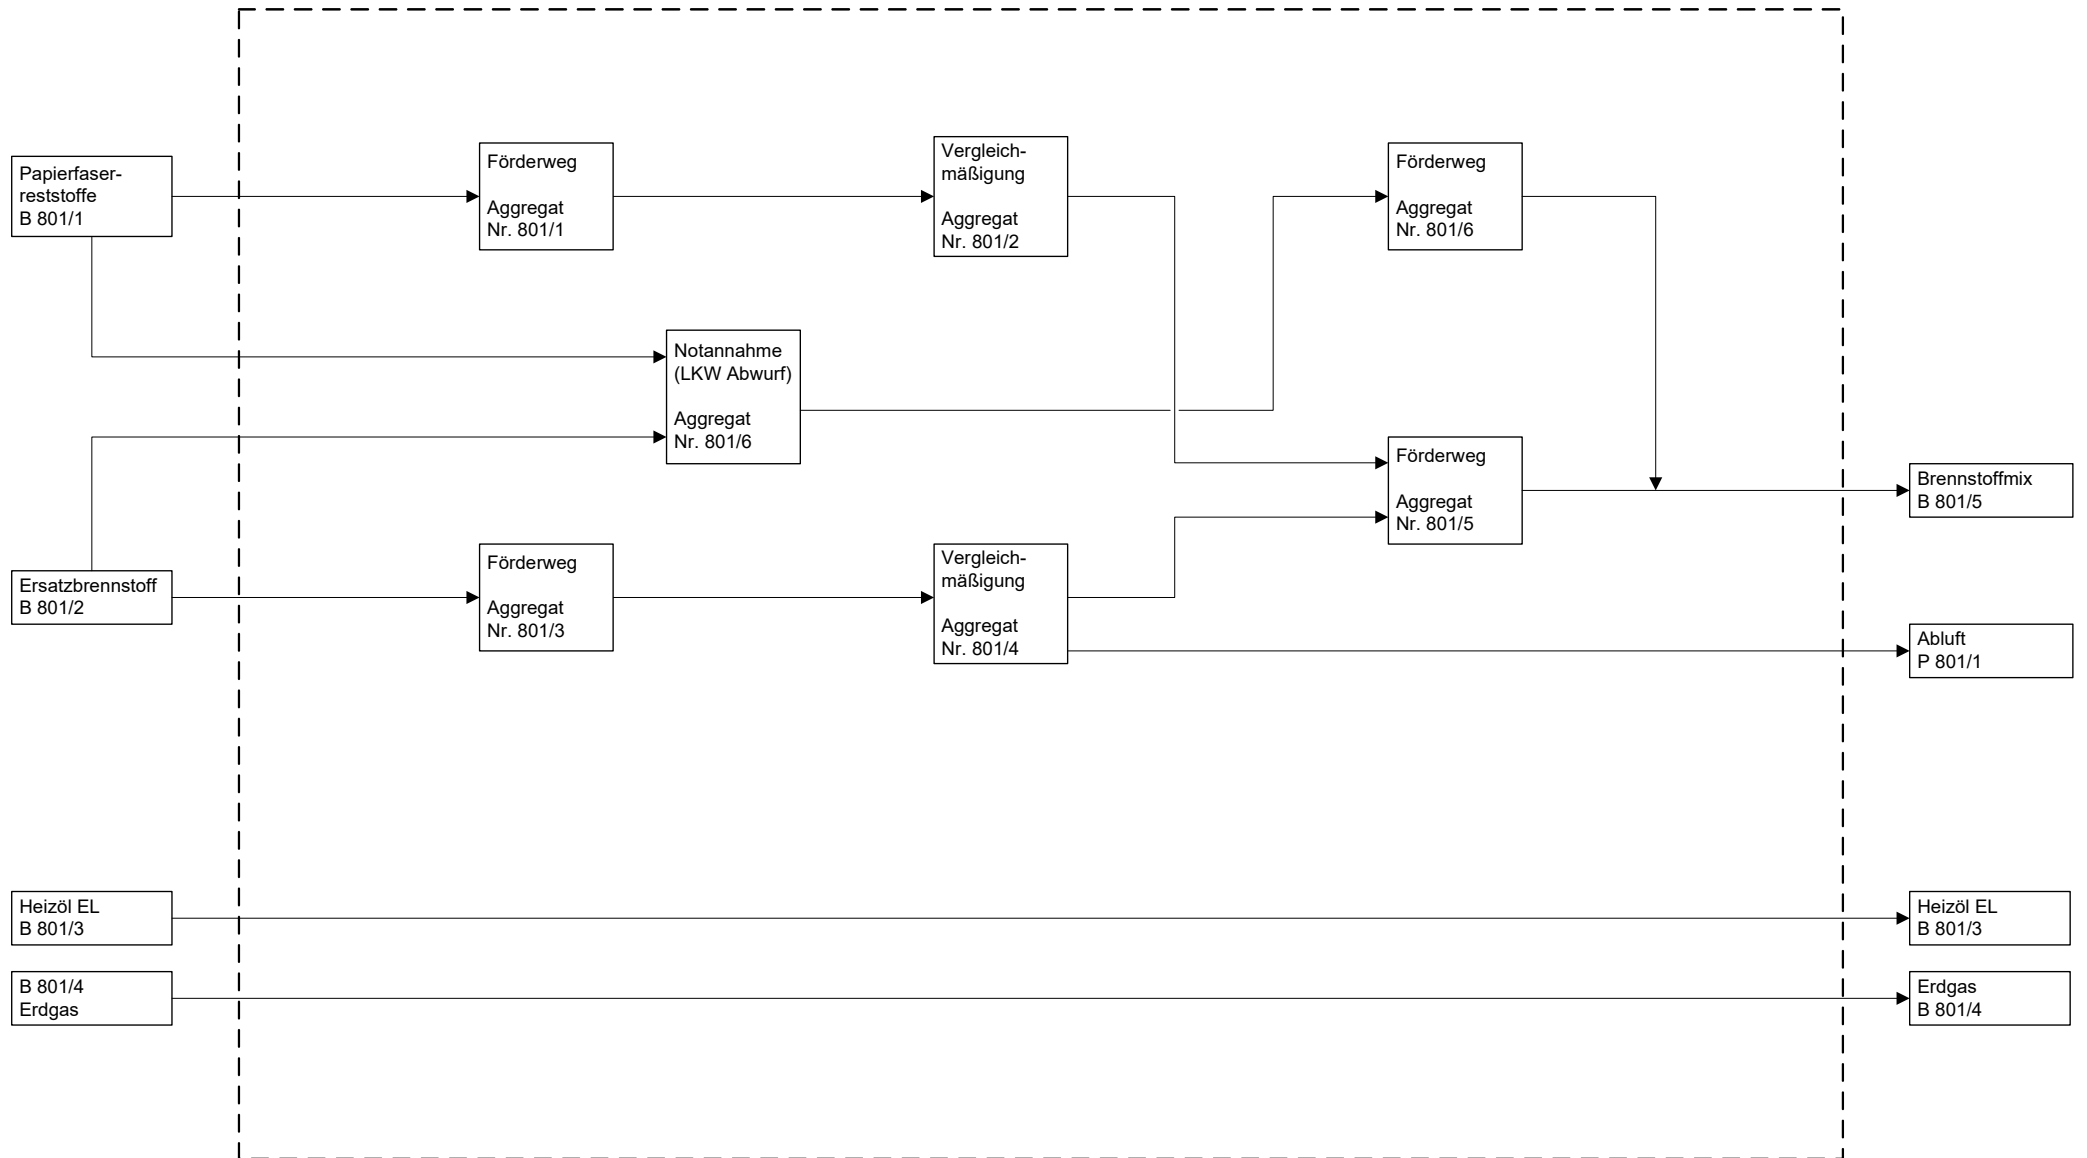 Papierfaser-
reststoffe
B 801/1
Förderweg
Aggregat
Nr. 801/1
Vergleich-
mäßigung
Aggregat
Nr. 801/2
Förderweg
Aggregat
Nr. 801/6
Notannahme
(LKW Abwurf)
Aggregat
Nr. 801/6
Förderweg
Aggregat
Nr. 801/5
Brennstoffmix
B 801/5
Ersatzbrennstoff
B 801/2
Förderweg
Aggregat
Nr. 801/3
Vergleich-
mäßigung
Aggregat
Nr. 801/4
Abluft
P 801/1
Heizöl EL
B 801/3
Heizöl EL
B 801/3
B 801/4
Erdgas
Erdgas
B 801/4